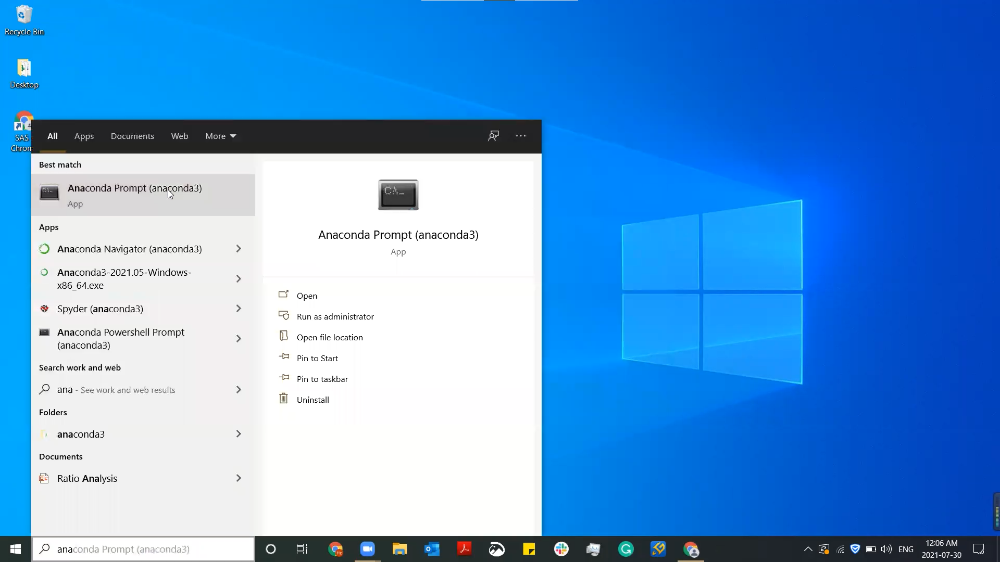 Recycle Bin
Desktop
SAS
Chrom
All
Apps
Documents
Web
More
Best match
Anaconda Prompt (anaconda3)
App
Apps
Anaconda Navigator (anaconda3)
Anaconda3-2021.05-Windows-
x86_64.exe
Spyder (anaconda3)
Anaconda Powershell Prompt
(anaconda3)
Search work and web
ana - See work and web results
Folders
anaconda3
Documents
Ratio Analysis
C:\_
Anaconda Prompt (anaconda3)
App
Open
Run as administrator
Open file location
Pin to Start
Pin to taskbar
Uninstall
anaconda Prompt (anaconda3)
Hz
ENG
12:06 AM
2021-07-30